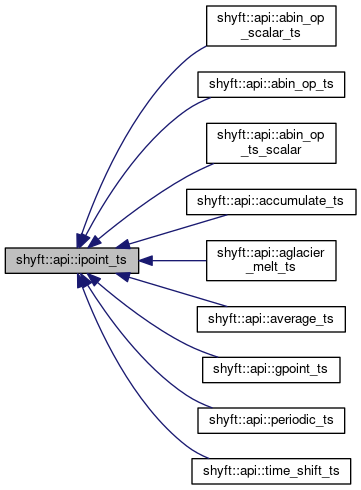 shyft::api::abin_op
_scalar_ts
shyft::api::abin_op_ts
shyft::api::abin_op
_ts_scalar
shyft::api::accumulate_ts
shyft::api::ipoint_ts
shyft::api::aglacier
_melt_ts
shyft::api::average_ts
shyft::api::gpoint_ts
shyft::api::periodic_ts
shyft::api::time_shift_ts